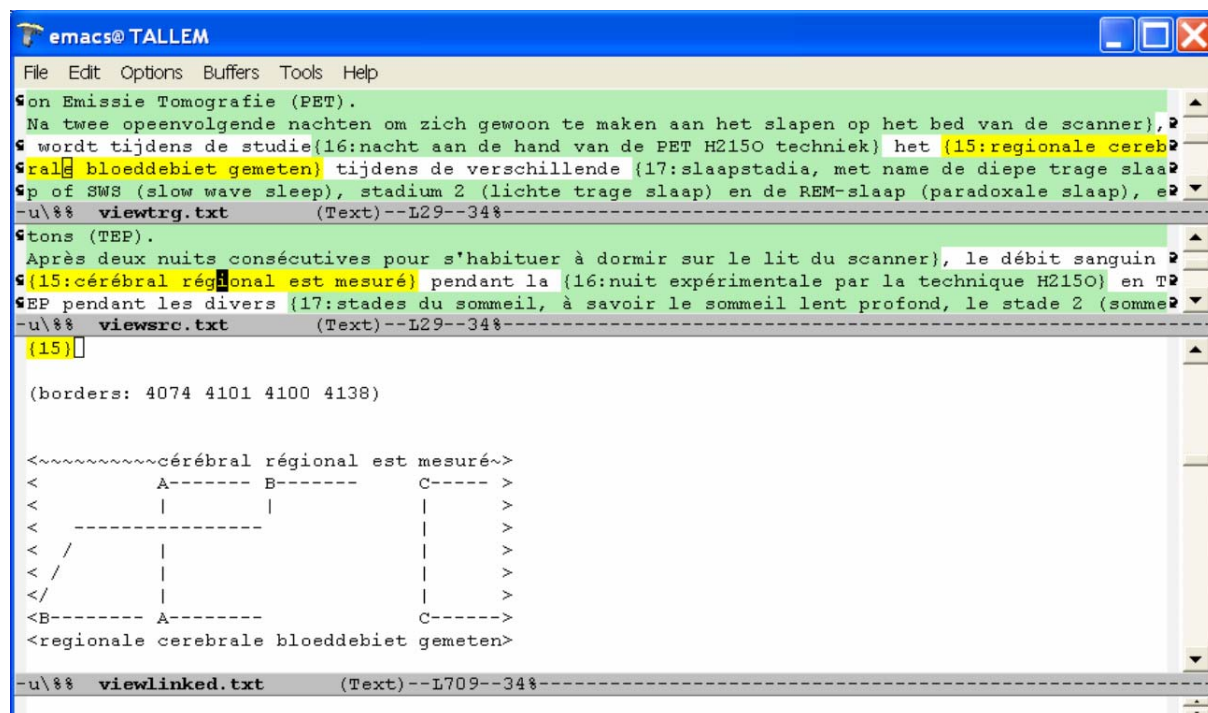 emacs@TALLEM
File Edit Options Buffers Tools Help
on Emissie Tomografie (PET).
Na twee opeenvolgende nachten om zich gewoon te maken aan het slapen op het bed van de scanner},
wordt tijdens de studie{16:nacht aan de hand van de PET H215O techniek} het {15:regionale cereb
rale bloeddebiet gemeten} tijdens de verschillende {17:slaapstadia, met name de diepe trage slaa
p of SWS (slow wave sleep), stadium 2 (lichte trage slaap) en de REM-slaap (paradoxale slaap), e
-u\%%  viewtrg.txt        (Text)--L29--34%--------------------------------
tons (TEP).
Après deux nuits consécutives pour s'habituer à dormir sur le lit du scanner}, le débit sanguin
{15:cérébral régional est mesuré} pendant la {16:nuit expérimentale par la technique H215O} en T
EP pendant les divers {17:stades du sommeil, à savoir le sommeil lent profond, le stade 2 (somme
-u\%%  viewsrc.txt        (Text)--L29--34%--------------------------------
{15}
(borders: 4074 4101 4100 4138)
<~~~~~~~~~~~cérébral régional est mesuré~>
<           A------- B-------     C----- >
<           |        |            |      >
<    ----------------             |      >
<   /       |                     |      >
<  /        |                     |      >
</          |                     |      >
<B-------- A--------              C------>
<regionale cerebrale bloeddebiet gemeten>
-u\%%  viewlinked.txt      (Text)--L709--34%--------------------------------